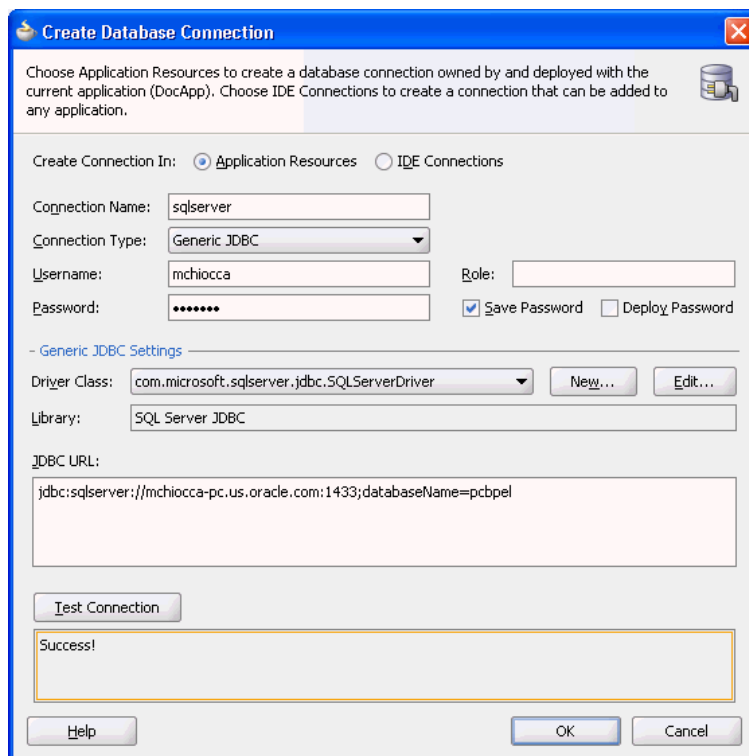 Create Database Connection
Choose Application Resources to create a database connection owned by and deployed with the
current application (DocApp). Choose IDE Connections to create a connection that can be added to
any application.
Create Connection In: Application Resources IDE Connections
Connection Name: sqlserver
Connection Type: Generic JDBC
Username: mchiocca Role:
Password: ••••••• Save Password Deploy Password
Generic JDBC Settings
Driver Class: com.microsoft.sqlserver.jdbc.SQLServerDriver New... Edit...
Library: SQL Server JDBC
JDBC URL:
jdbc:sqlserver://mchiocca-pc.us.oracle.com:1433;databaseName=pcbpel
Test Connection
Success!
Help OK Cancel